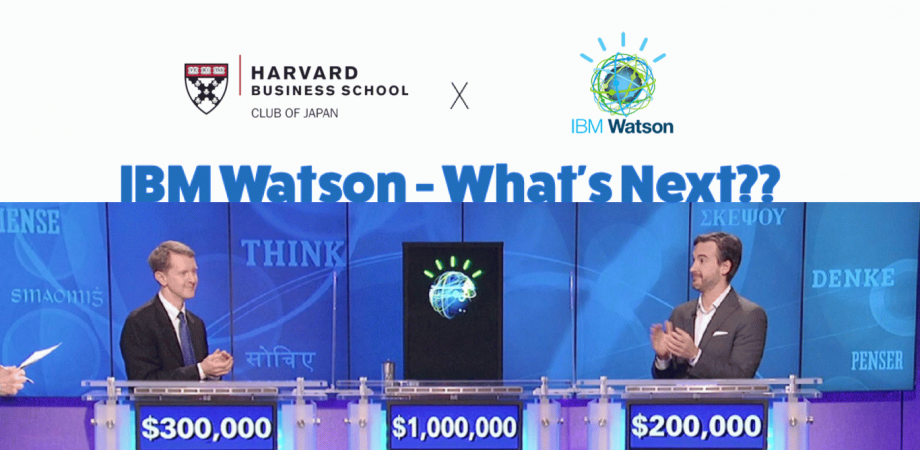 HARVARD
BUSINESS SCHOOL
CLUB OF JAPAN
IBM Watson
IBM Watson - What's Next??
ΣΚΕΨΟΥ
THINK
DENKE
सोचिए
PENSER
$300,000
$1,000,000
$200,000